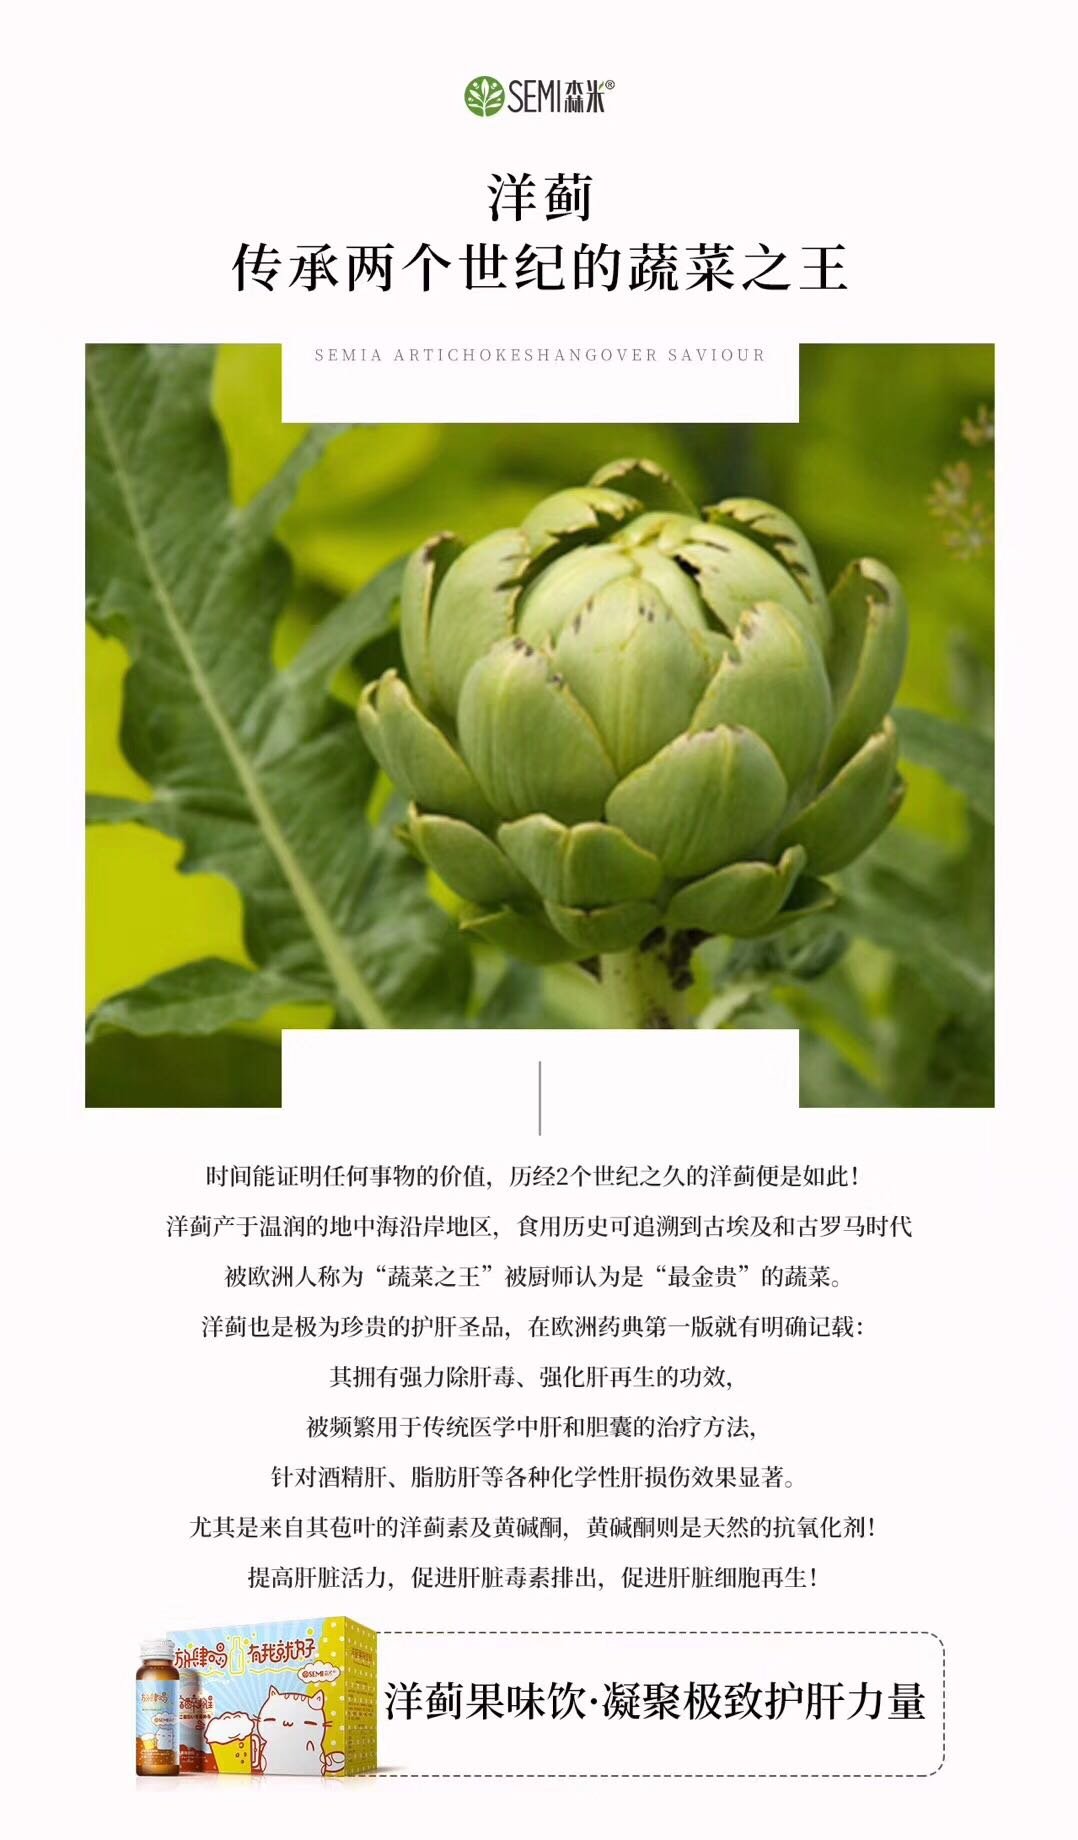 SEMI森米®
洋蓟
传承两个世纪的蔬菜之王
SEMIA ARTICHOKESHANGOVER SAVIOUR
时间能证明任何事物的价值，历经2个世纪之久的洋蓟便是如此！
洋蓟产于温润的地中海沿岸地区，食用历史可追溯到古埃及和古罗马时代
被欧洲人称为“蔬菜之王”被厨师认为是“最金贵”的蔬菜。
洋蓟也是极为珍贵的护肝圣品，在欧洲药典第一版就有明确记载：
其拥有强力除肝毒、强化肝再生的功效，
被频繁用于传统医学中肝和胆囊的治疗方法，
针对酒精肝、脂肪肝等各种化学性肝损伤效果显著。
尤其是来自其苞叶的洋蓟素及黄碱酮，黄碱酮则是天然的抗氧化剂！
提高肝脏活力，促进肝脏毒素排出，促进肝脏细胞再生！
放肆喝 有我就好
SEMI森米
放肆喝
洋蓟果味饮·凝聚极致护肝力量